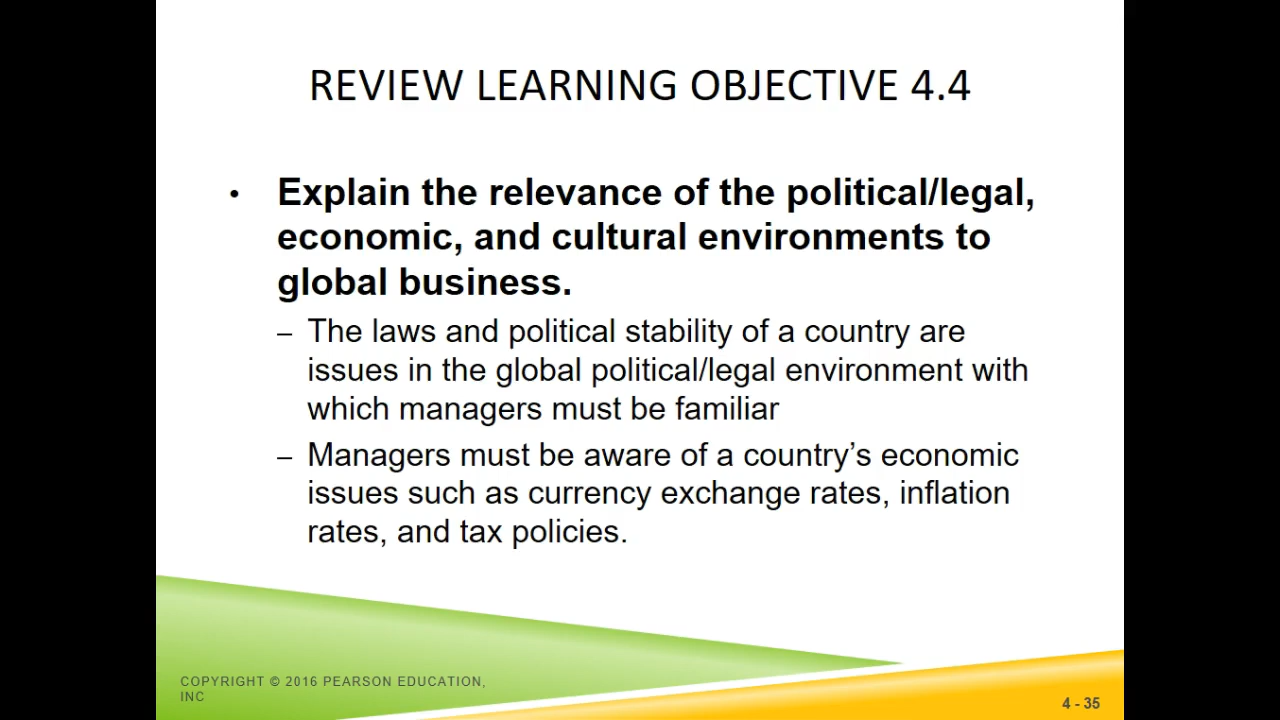 REVIEW LEARNING OBJECTIVE 4.4
• Explain the relevance of the political/legal,
economic, and cultural environments to
global business.
– The laws and political stability of a country are
issues in the global political/legal environment with
which managers must be familiar
– Managers must be aware of a country’s economic
issues such as currency exchange rates, inflation
rates, and tax policies.
COPYRIGHT © 2016 PEARSON EDUCATION,
INC
4 - 35